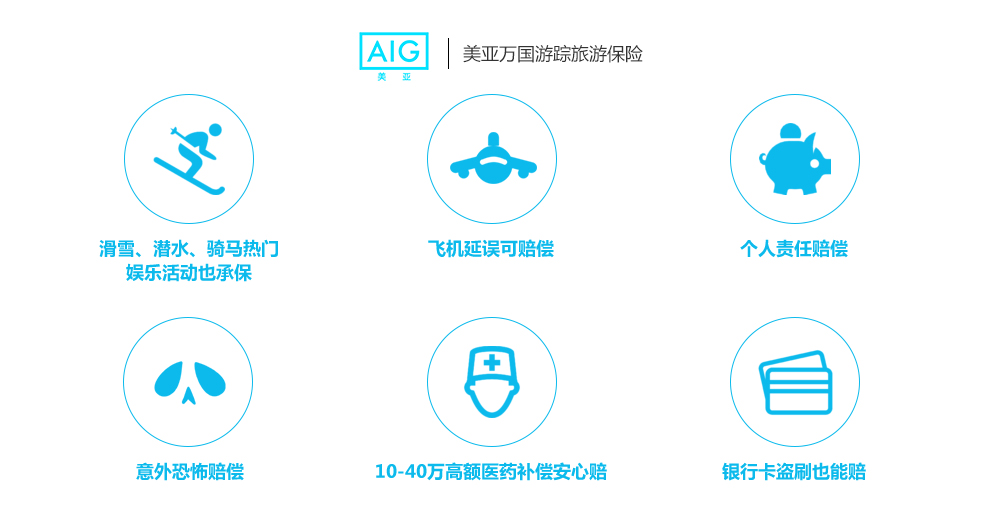 AIG
美亚
美亚万国游踪旅游保险
滑雪、潜水、骑马热门
娱乐活动也承保
飞机延误可赔偿
个人责任赔偿
意外恐怖赔偿
10-40万高额医药补偿安心赔
银行卡盗刷也能赔